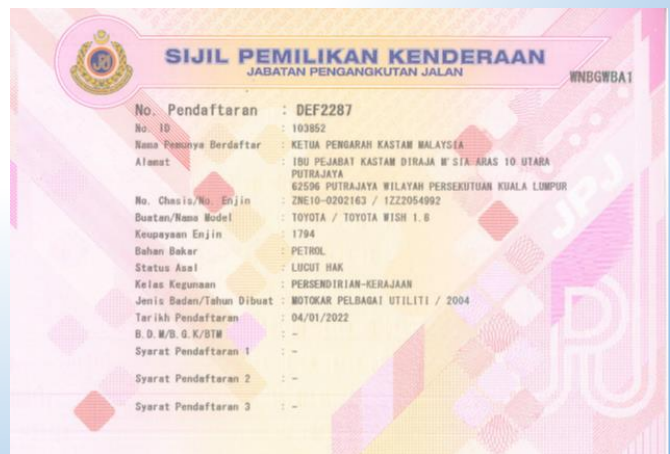 SIJIL PEMILIKAN KENDERAAN
JABATAN PENGANGKUTAN JALAN
WNBGWBA1
No. Pendaftaran : DEF2287
No. ID : 103852
Nama Pemunya Berdaftar : KETUA PENGARAH KASTAM MALAYSIA
Alamat : IBU PEJABAT KASTAM DIRAJA M'SIA ARAS 10 UTARA
PUTRAJAYA
62596 PUTRAJAYA WILAYAH PERSEKUTUAN KUALA LUMPUR
No. Chasis/No. Enjin : ZNE10-0202163 / 1ZZ2054992
Buatan/Nama Model : TOYOTA / TOYOTA WISH 1.8
Keupayaan Enjin : 1794
Bahan Bakar : PETROL
Status Asal : LUCUT HAK
Kelas Kegunaan : PERSENDIRIAN-KERAJAAN
Jenis Badan/Tahun Dibuat : MOTOKAR PELBAGAI UTILITI / 2004
Tarikh Pendaftaran : 04/01/2022
B.D.M/B.G.K/BTM : -
Syarat Pendaftaran 1 : -
Syarat Pendaftaran 2 : -
Syarat Pendaftaran 3 : -
JPJ